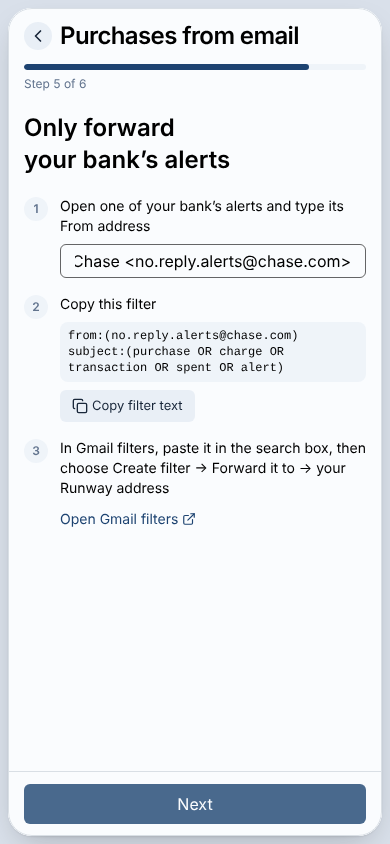 Purchases from email
Step 5 of 6
Only forward
your bank’s alerts
1
Open one of your bank’s alerts and type its
From address
Chase <no.reply.alerts@chase.com>
2
Copy this filter
from:(no.reply.alerts@chase.com)
subject:(purchase OR charge OR
transaction OR spent OR alert)
Copy filter text
3
In Gmail filters, paste it in the search box, then
choose Create filter → Forward it to → your
Runway address
Open Gmail filters
Next